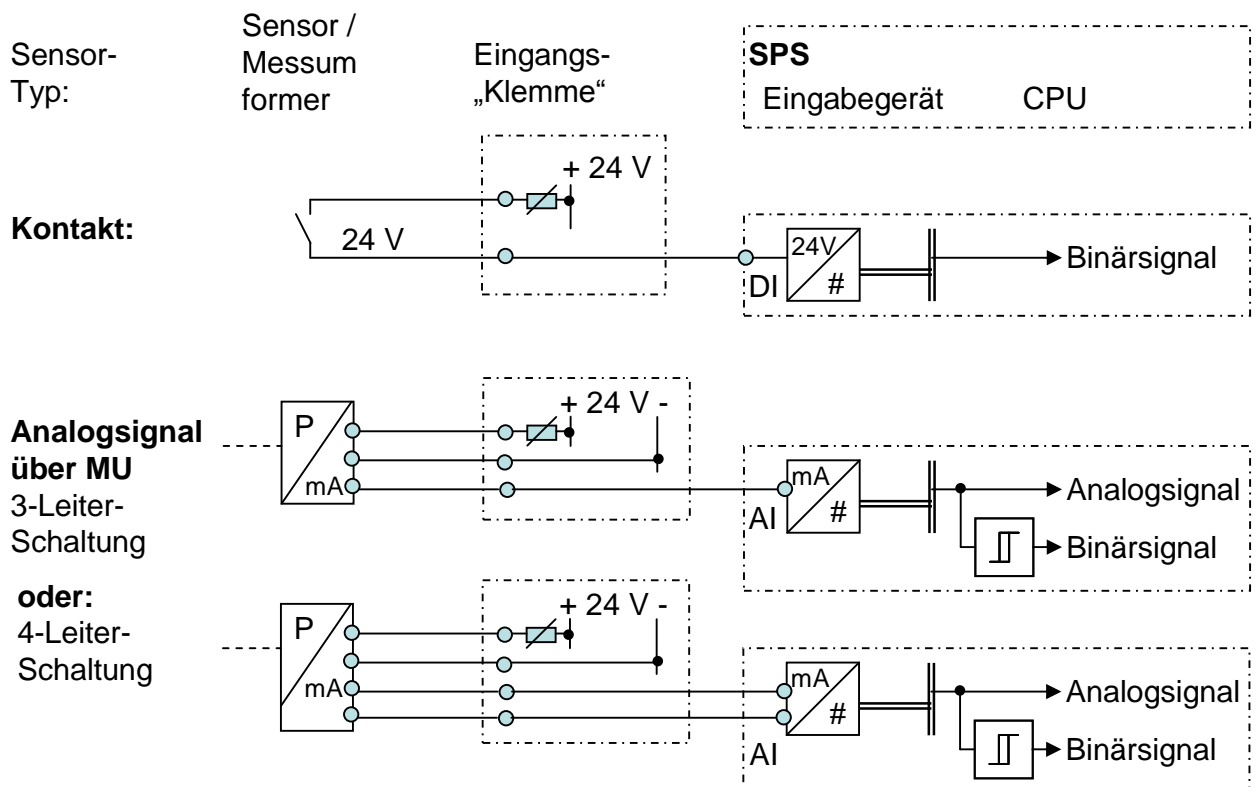 Sensor-
Typ:
Sensor /
Messum
former
Eingangs-
„Klemme“
SPS
Eingabegerät CPU
Kontakt:
24 V
+ 24 V
DI
24V
#
Binärsignal
Analogsignal
über MU
3-Leiter-
Schaltung
P
mA
+ 24 V -
AI
mA
#
Analogsignal
Binärsignal
oder:
4-Leiter-
Schaltung
P
mA
+ 24 V -
AI
mA
#
Analogsignal
Binärsignal